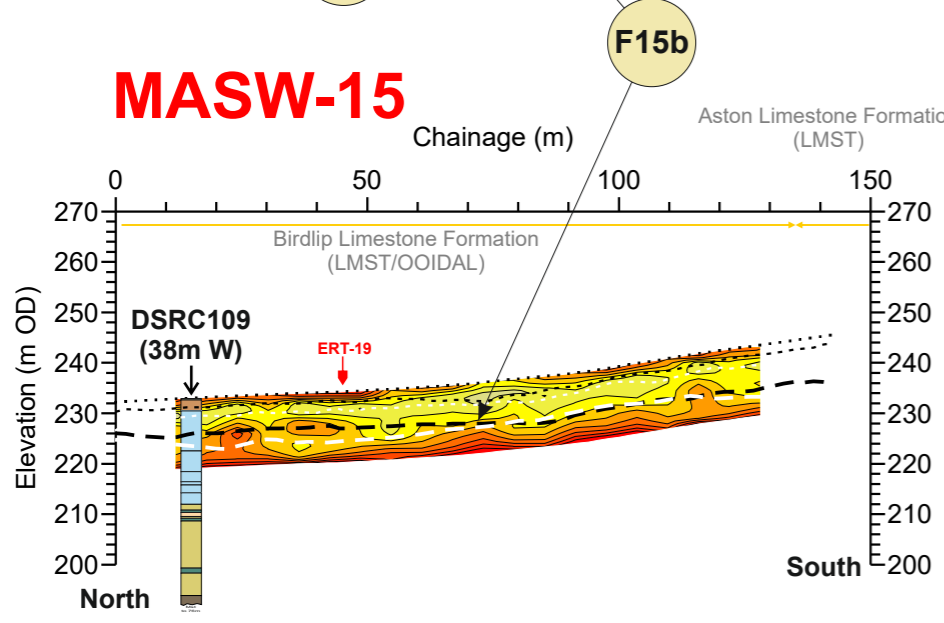 F15b
MASW-15
Chainage (m)
Aston Limestone Formatio
(LMST)
0
50
100
150
270
270
Birdlip Limestone Formation
(LMST/OOIDAL)
260
260
250
250
DSRC109
(38m W)
ERT-19
240
240
230
230
220
220
210
210
200
200
Elevation (m OD)
North
South